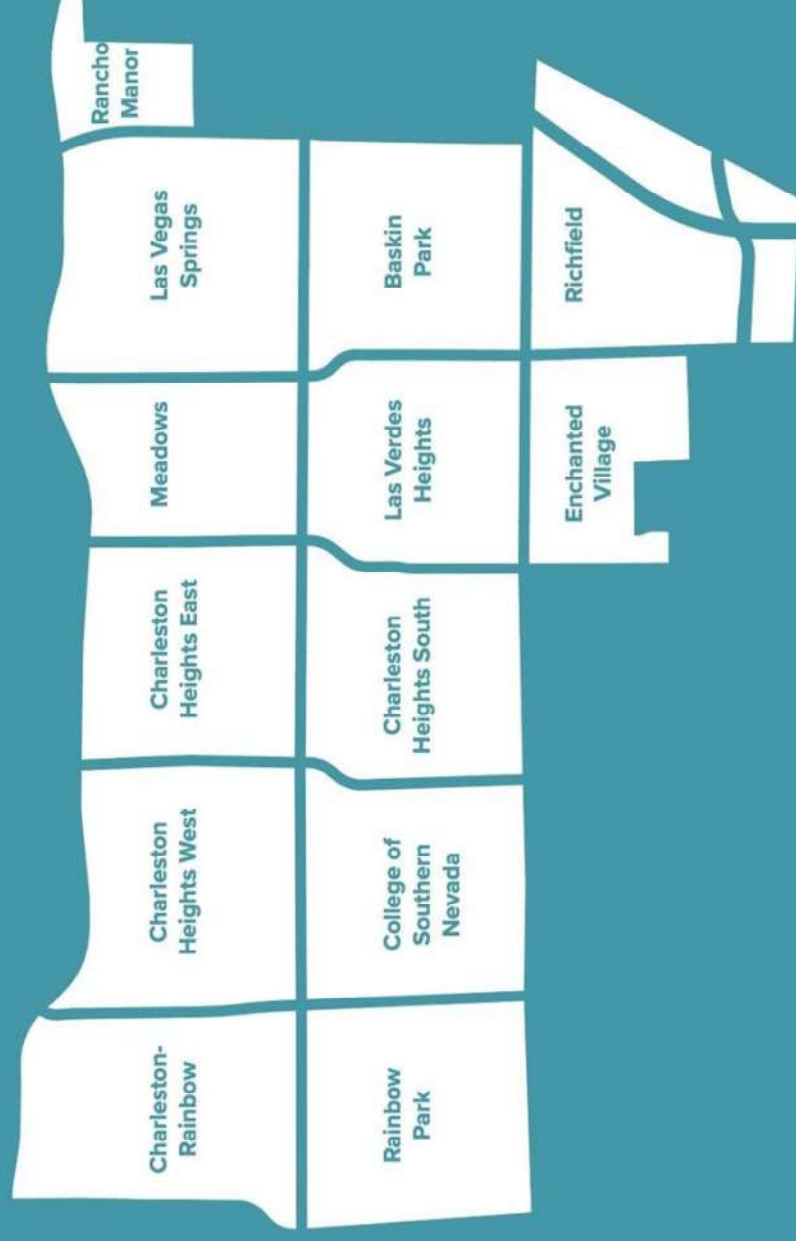 Charleston-
Rainbow
Charleston
Heights West
Charleston
Heights East
Meadows
Las Vegas
Springs
Rancho
Manor
Rainbow
Park
College of
Southern
Nevada
Charleston
Heights South
Las Verdes
Heights
Baskin
Park
Enchanted
Village
Richfield